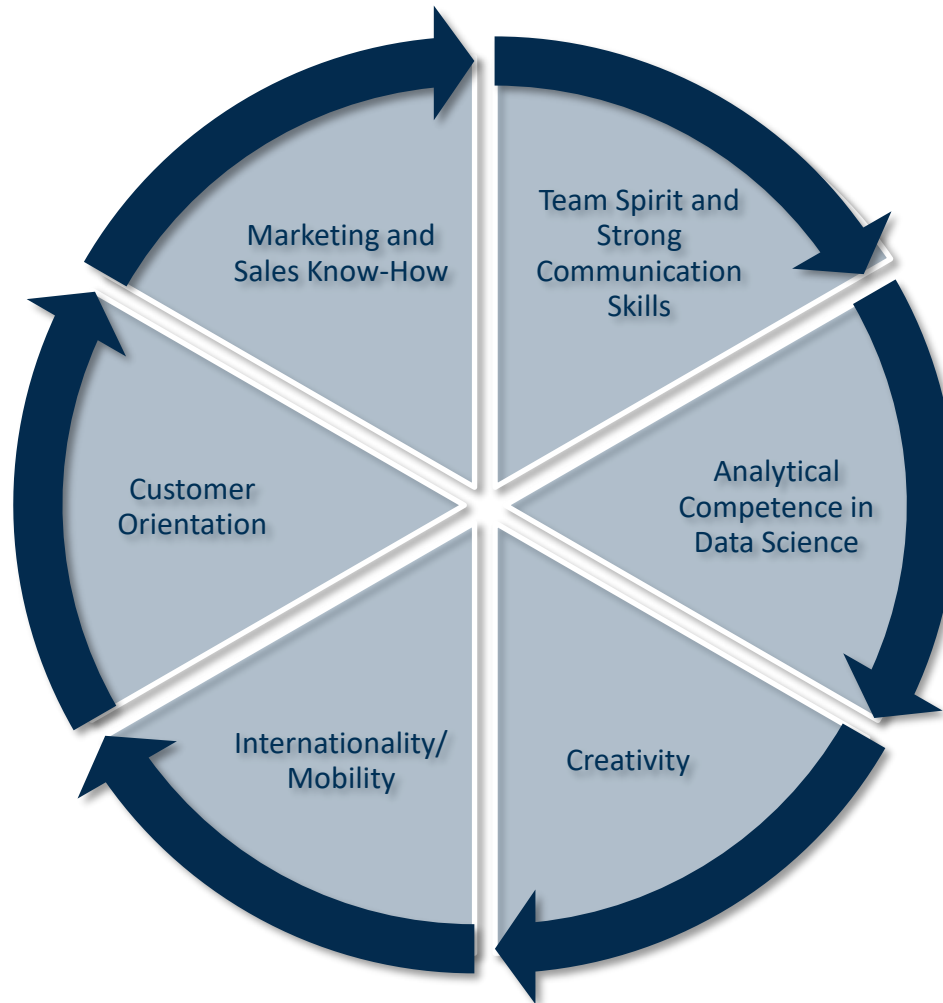 Marketing and
Sales Know-How
Team Spirit and
Strong
Communication
Skills
Customer
Orientation
Analytical
Competence in
Data Science
Internationality/
Mobility
Creativity